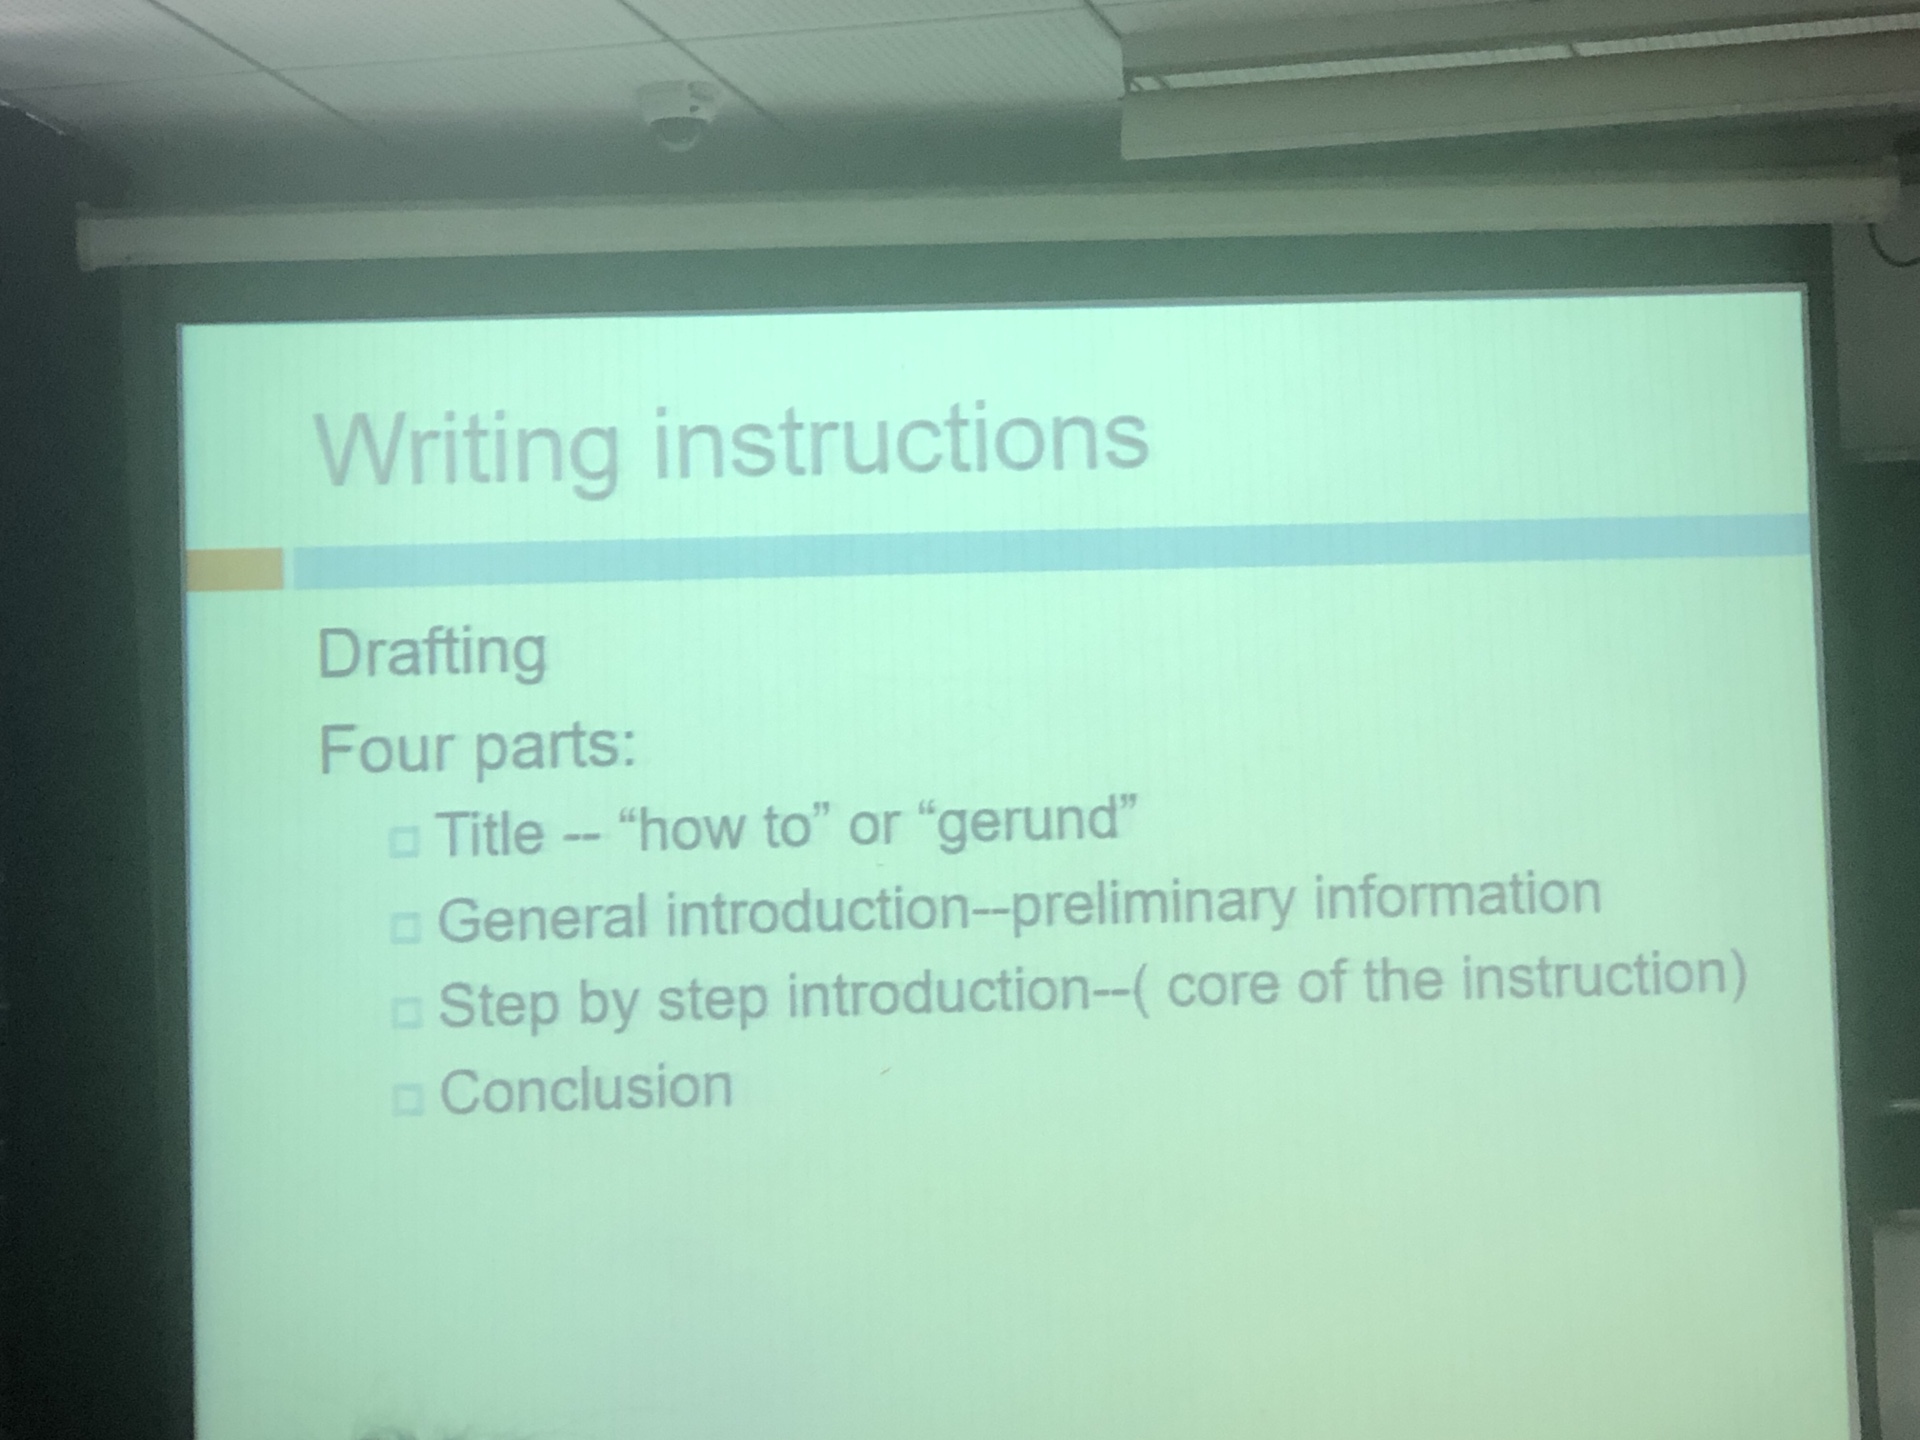 Writing instructions
Drafting
Four parts:
Title -- “how to” or “gerund”
General introduction--preliminary information
Step by step introduction--( core of the instruction)
Conclusion